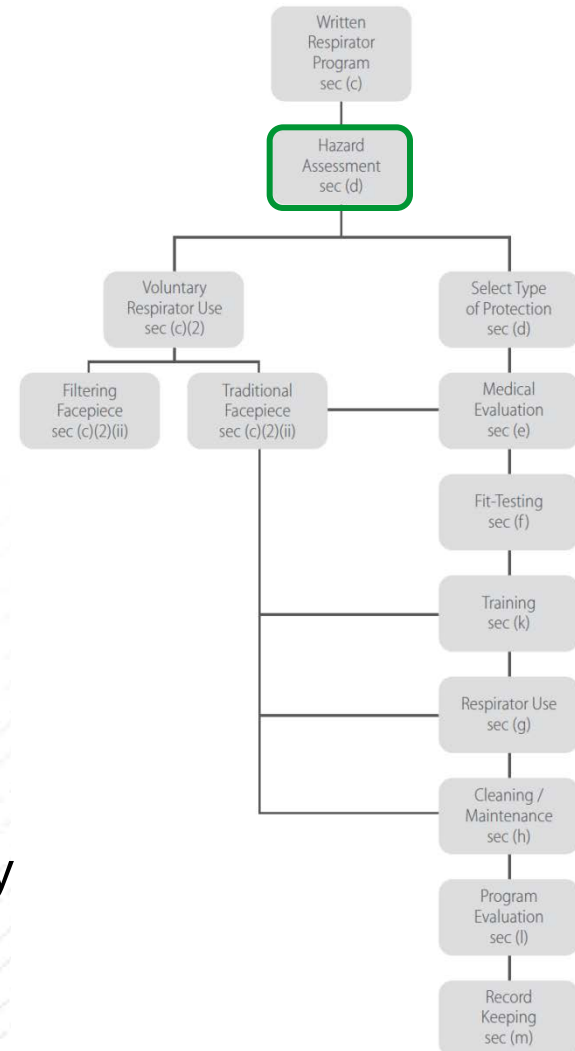 Written
Respirator
Program
sec (c)
Hazard
Assessment
sec (d)
Voluntary
Respirator Use
sec (c)(2)
Select Type
of Protection
sec (d)
Filtering
Facepiece
sec (c)(2)(ii)
Traditional
Facepiece
sec (c)(2)(ii)
Medical
Evaluation
sec (e)
Fit-Testing
sec (f)
Training
sec (k)
Respirator Use
sec (g)
Cleaning /
Maintenance
sec (h)
y
Program
Evaluation
sec (l)
Record
Keeping
sec (m)